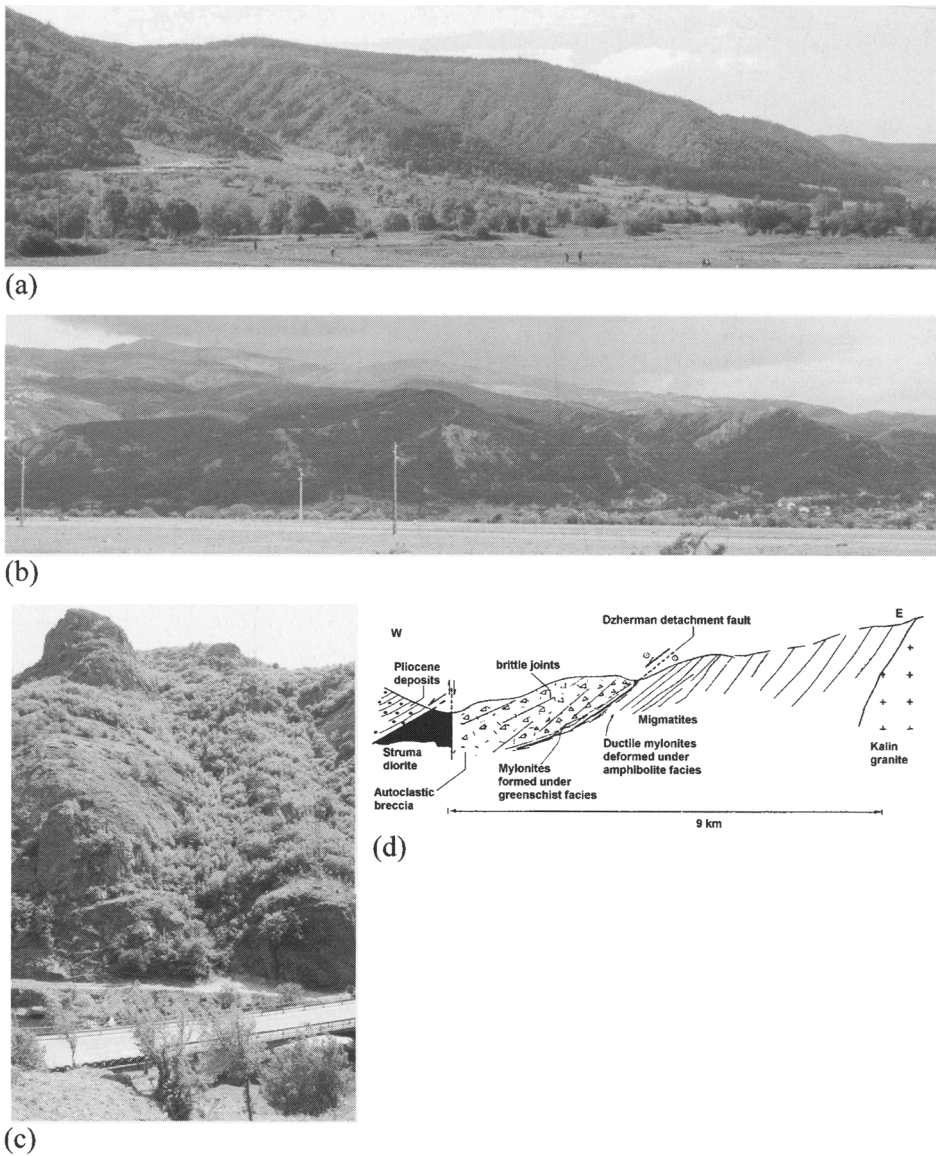 (a)
(b)
W
E
Dzherman detachment fault
Pliocene
deposits
brittle joints
Struma
diorite
Autoclastic
breccia
Mylonites
formed under
greenschist facies
Migmatites
Ductile mylonites
deformed under
amphibolite facies
Kalin
granite
9 km
(d)
(c)